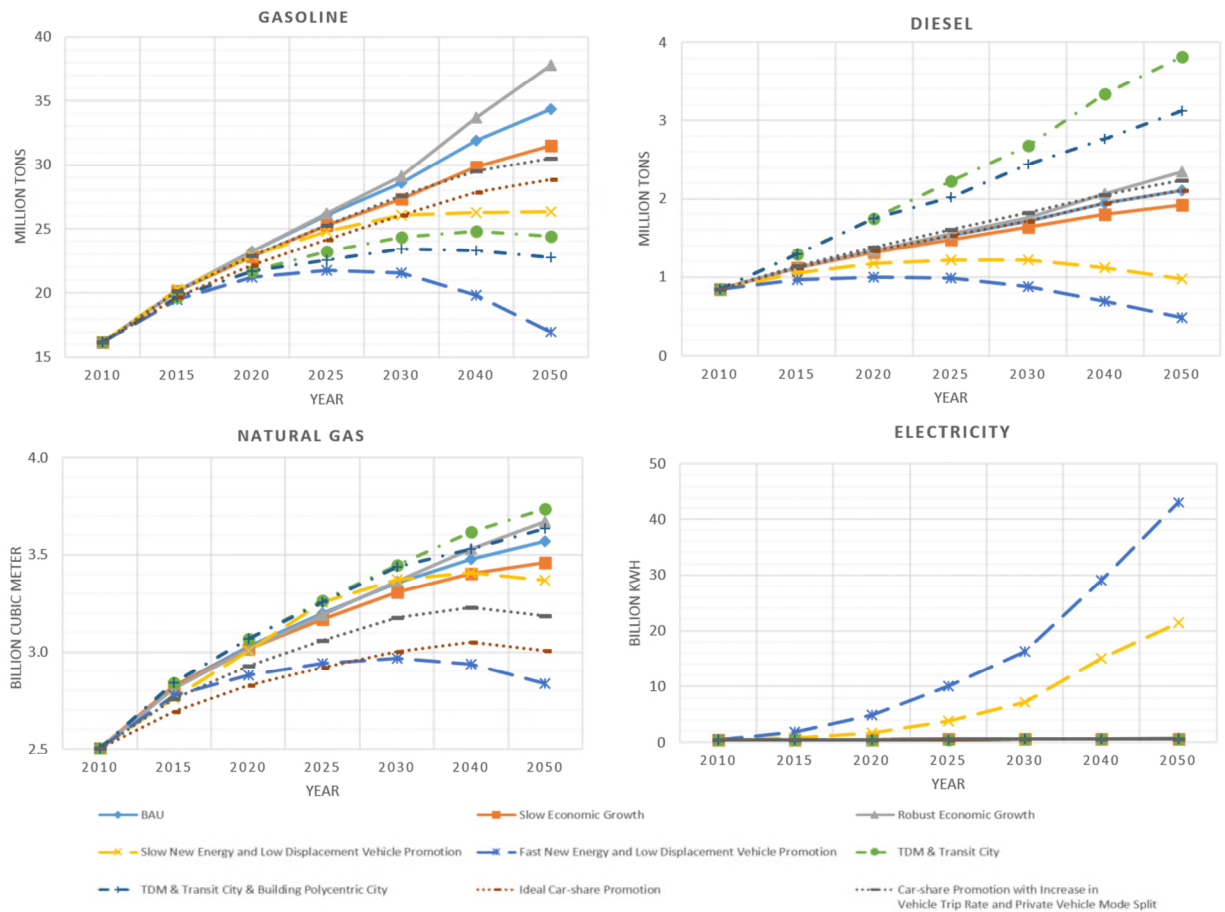 GASOLINE
40
35
30
25
20
15
MILLION TONS
2010 2015 2020 2025 2030 2040 2050
YEAR
DIESEL
4
3
2
1
0
MILLION TONS
2010 2015 2020 2025 2030 2040 2050
YEAR
NATURAL GAS
4.0
3.5
3.0
2.5
BILLION CUBIC METER
2010 2015 2020 2025 2030 2040 2050
YEAR
ELECTRICITY
50
40
30
20
10
0
BILLION KWH
2010 2015 2020 2025 2030 2040 2050
YEAR
BAU
Slow Economic Growth
Robust Economic Growth
Slow New Energy and Low Displacement Vehicle Promotion
Fast New Energy and Low Displacement Vehicle Promotion
TDM & Transit City
TDM & Transit City & Building Polycentric City
Ideal Car-share Promotion
Car-share Promotion with Increase in
Vehicle Trip Rate and Private Vehicle Mode Split